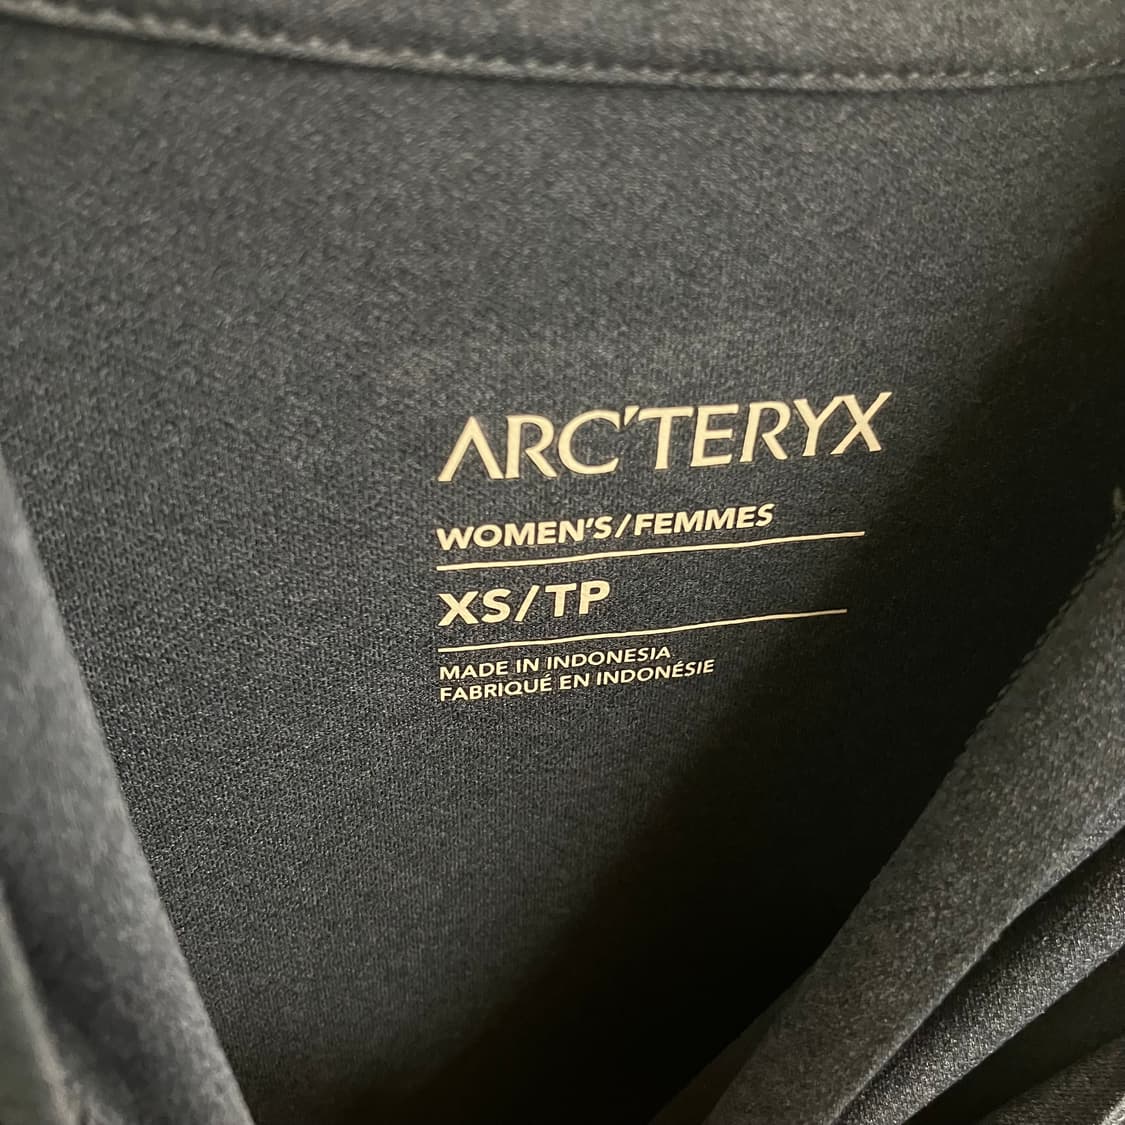 ARC'TERYX
WOMEN'S/FEMMES
XS/TP
MADE IN INDONESIA
FABRIQUÉ EN INDONÉSIE